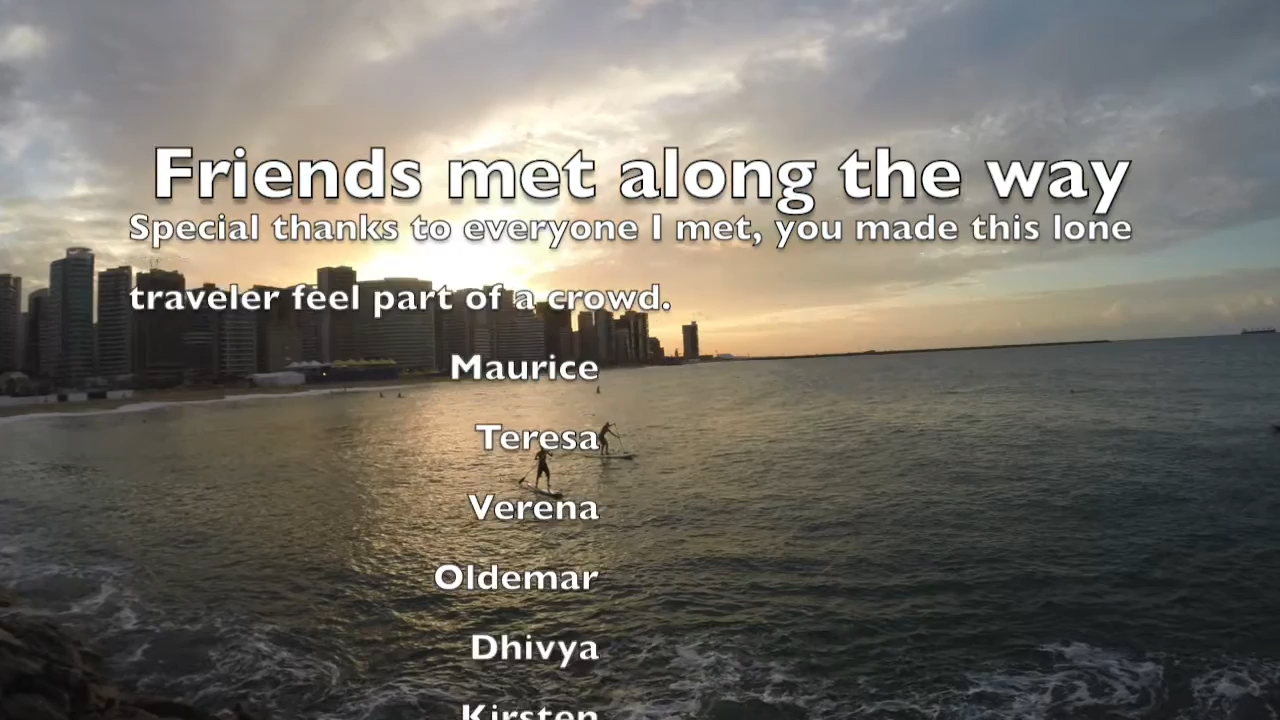 Friends met along the way
Special thanks to everyone I met, you made this lone
traveler feel part of a crowd.
Maurice
Teresa
Verena
Oldemar
Dhivya
Kirsten